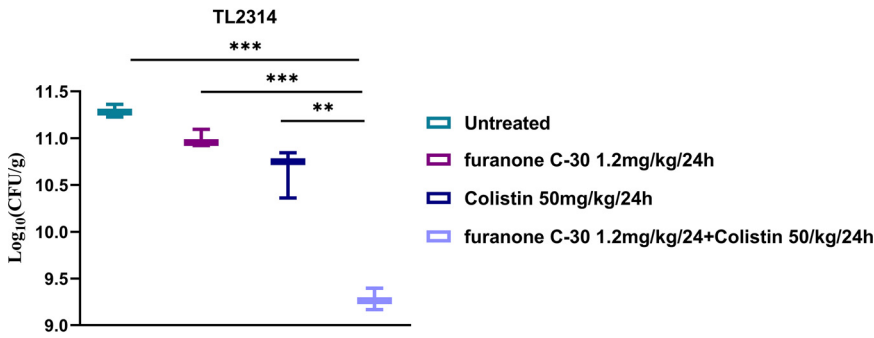 TL2314
***
***
**
11.5
11.0
10.5
10.0
9.5
9.0
Log10(CFU/g)
Untreated
furanone C-30 1.2mg/kg/24h
Colistin 50mg/kg/24h
furanone C-30 1.2mg/kg/24+Colistin 50/kg/24h